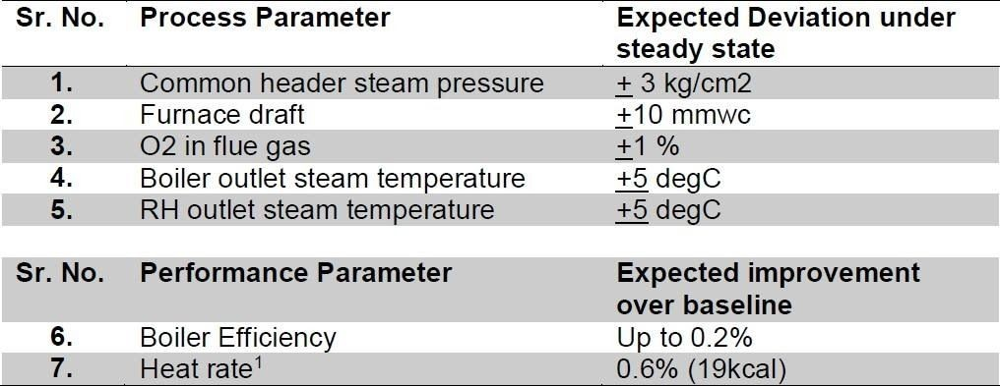 Sr. No. Process Parameter Expected Deviation under
steady state
1. Common header steam pressure ± 3 kg/cm2
2. Furnace draft ±10 mmwc
3. O2 in flue gas ±1 %
4. Boiler outlet steam temperature ±5 degC
5. RH outlet steam temperature ±5 degC
Sr. No. Performance Parameter Expected improvement
over baseline
6. Boiler Efficiency Up to 0.2%
7. Heat rate¹ 0.6% (19kcal)